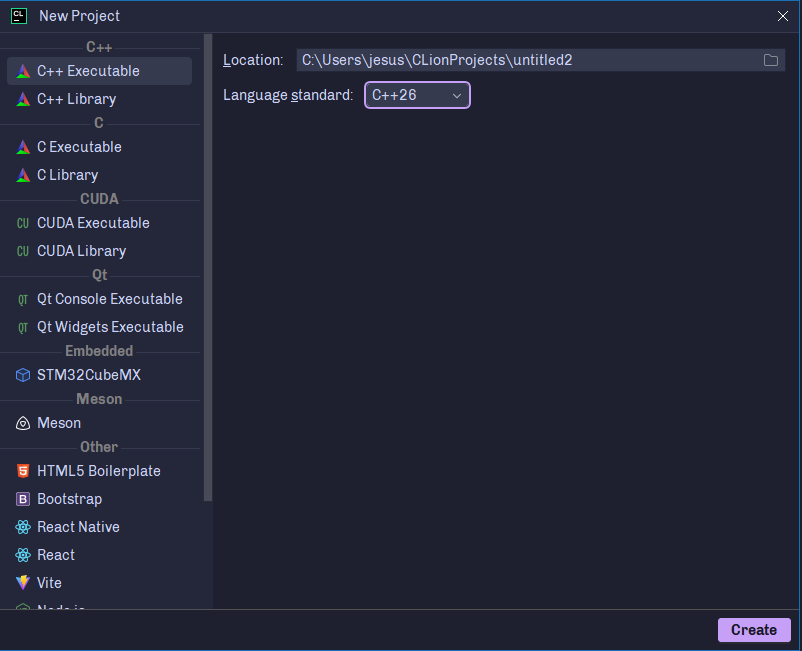 CL New Project
C++
C++ Executable
C++ Library
C
C Executable
C Library
CUDA
CU CUDA Executable
CU CUDA Library
Qt
QT Qt Console Executable
QT Qt Widgets Executable
Embedded
STM32CubeMX
Meson
Meson
Other
5 HTML5 Boilerplate
B Bootstrap
React Native
React
Vite
Location: C:\Users\jesus\CLionProjects\untitled2
Language standard: C++26
Create